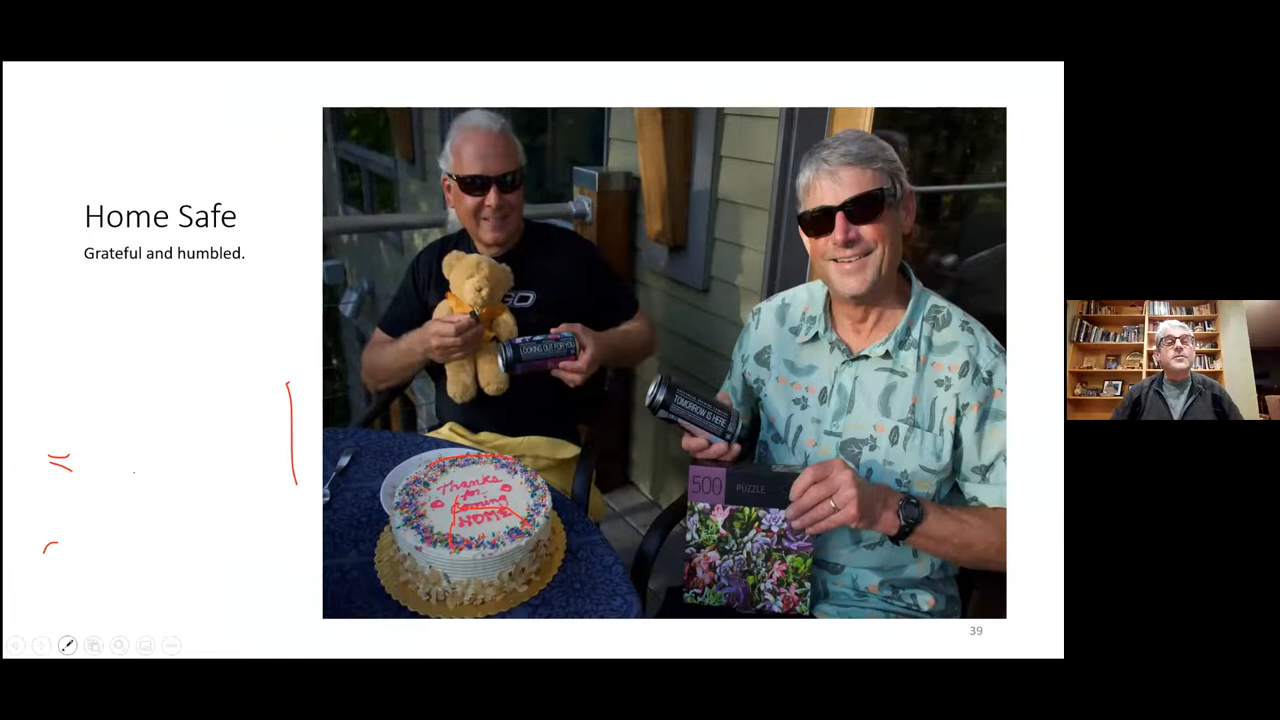 Home Safe
Grateful and humbled.
LOOKING OUT FOR YOU
TOMORROW IS HERE
500 PUZZLE
Thanks
for
coming
HOME
39